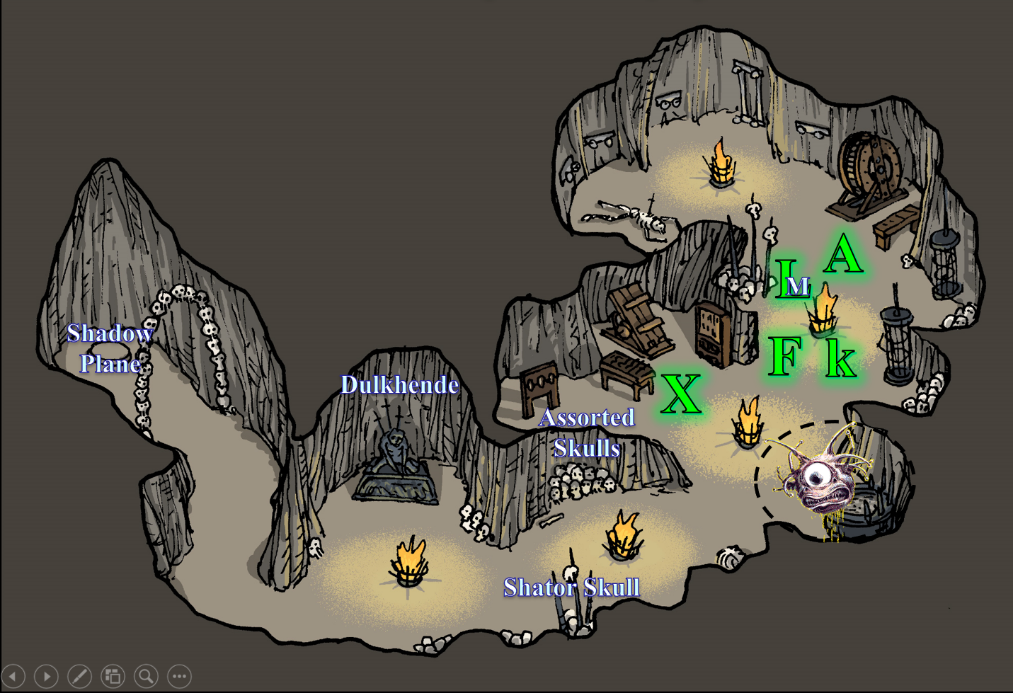 A
L
M
Shadow
Plane
F
k
Dulkhende
X
Assorted
Skulls
Shator Skull